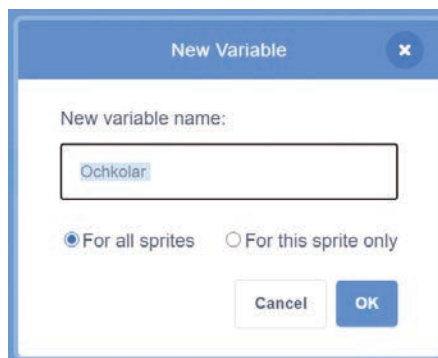 New Variable
New variable name:
Ochkolar
For all sprites For this sprite only
Cancel OK